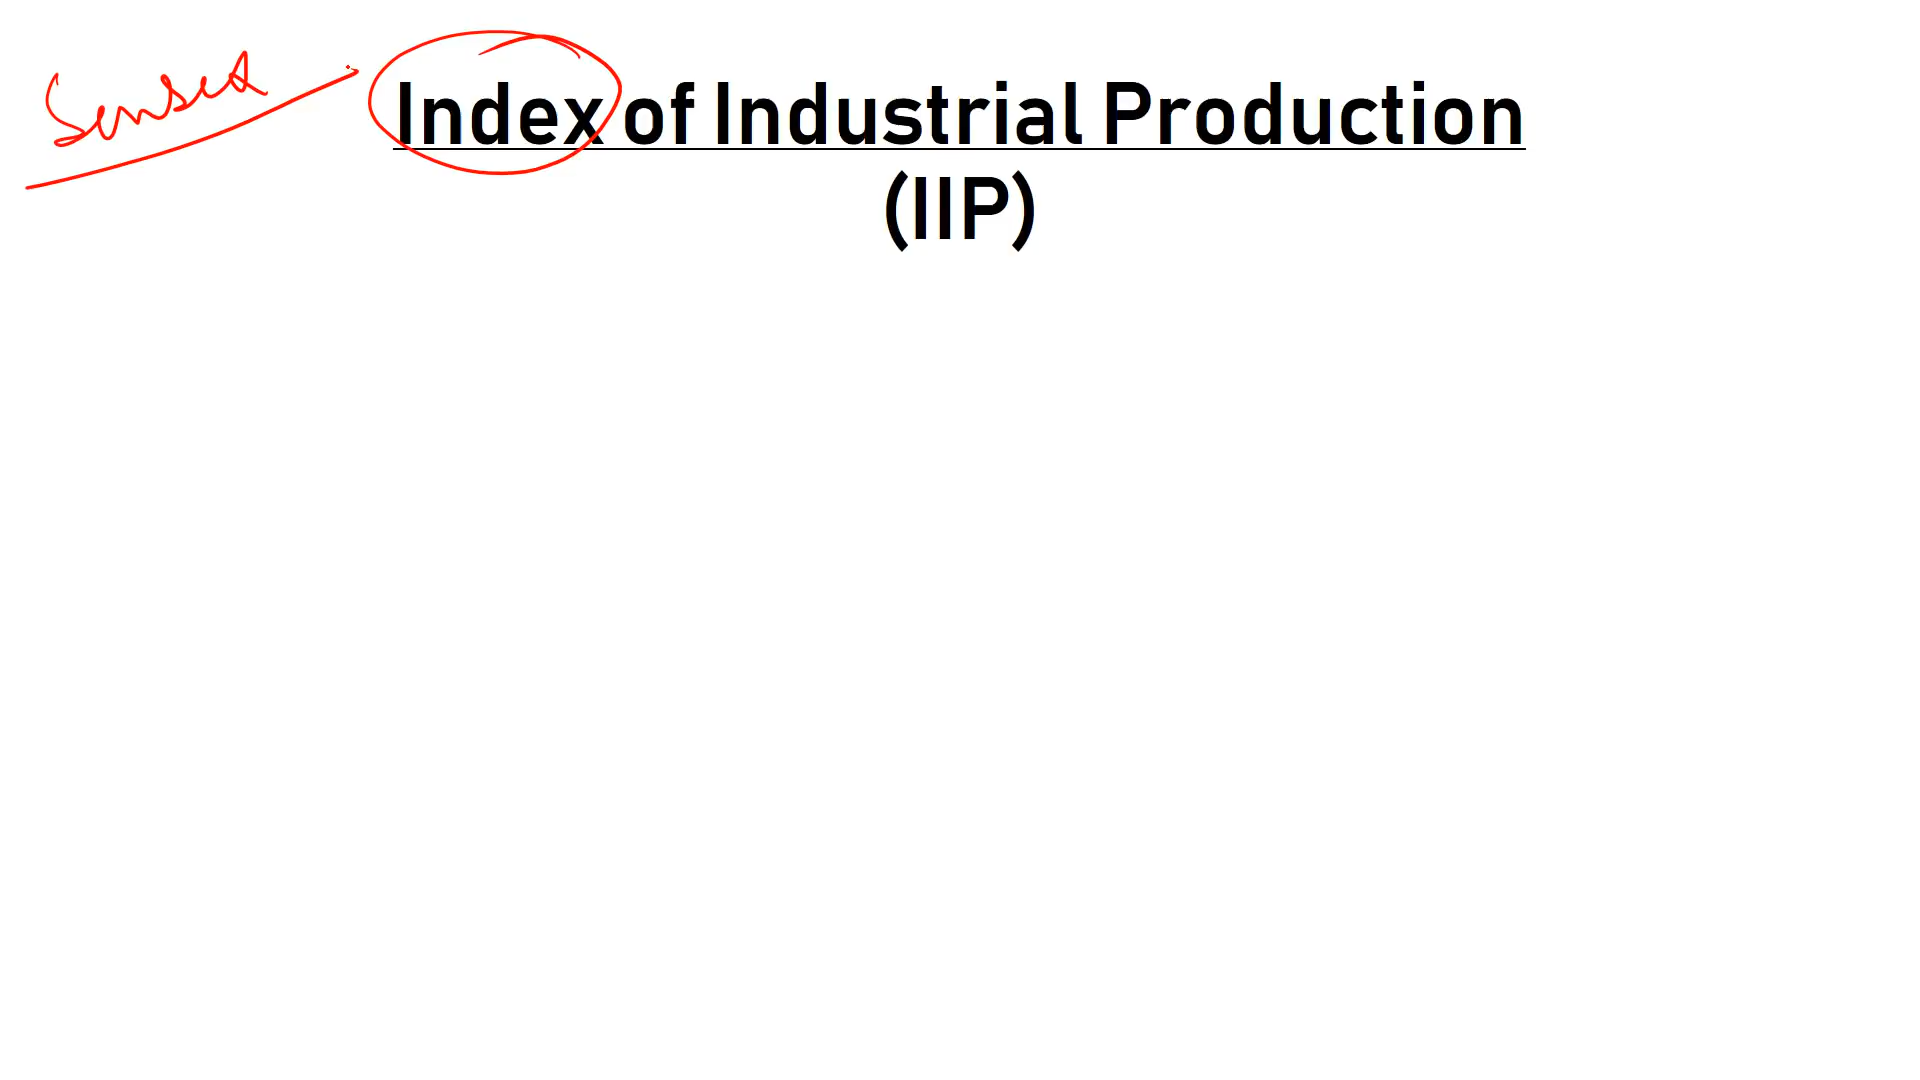 Sensex
Index of Industrial Production
(IIP)